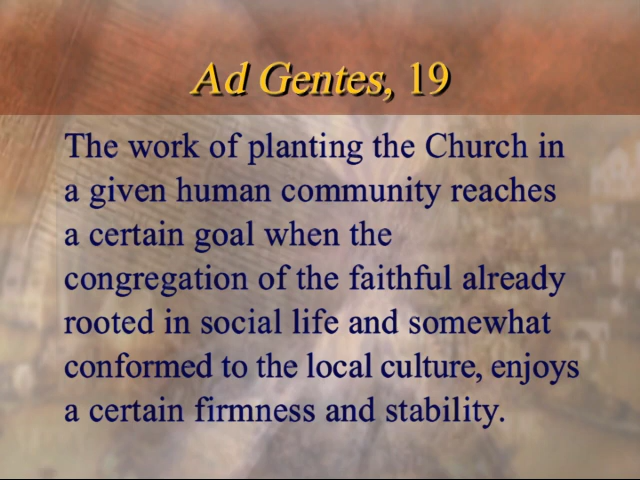 Ad Gentes, 19
The work of planting the Church in
a given human community reaches
a certain goal when the
congregation of the faithful already
rooted in social life and somewhat
conformed to the local culture, enjoys
a certain firmness and stability.